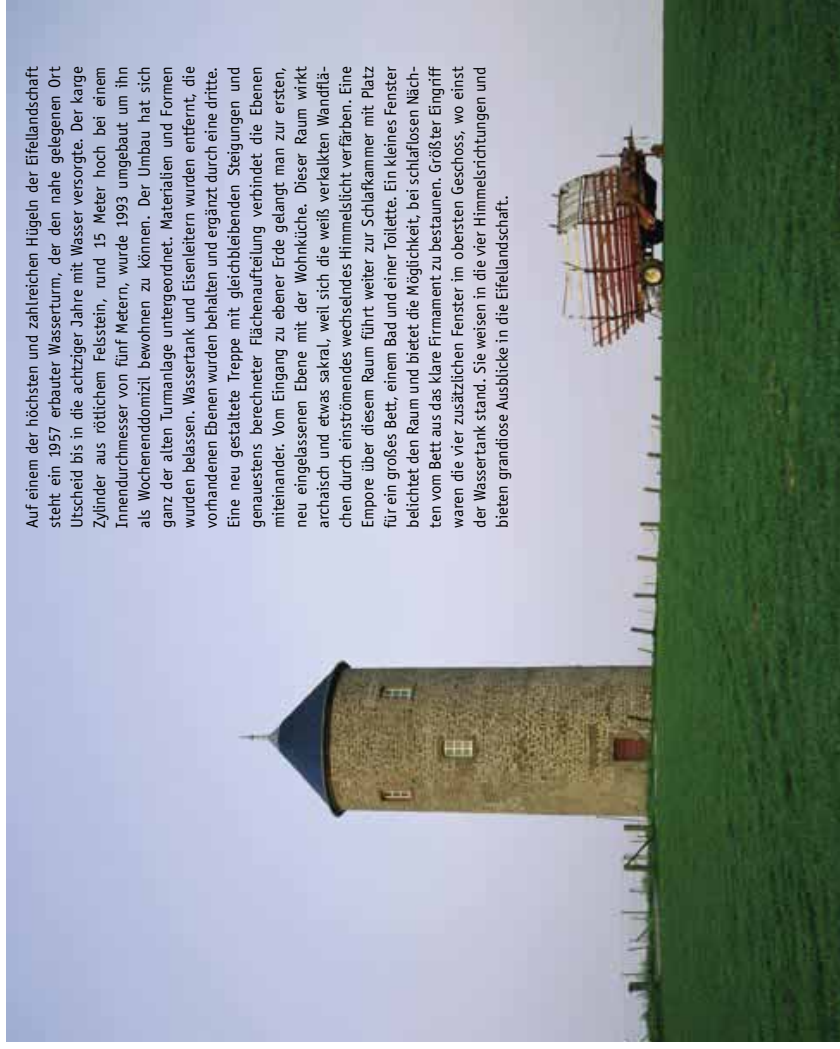 Auf einem der höchsten und zahlreichen Hügeln der Eifellandschaft
steht ein 1957 erbauter Wasserturm, der den nahe gelegenen Ort
Utscheid bis in die achtziger Jahre mit Wasser versorgte. Der karge
Zylinder aus rötlichem Felsstein, rund 15 Meter hoch bei einem
Innendurchmesser von fünf Metern, wurde 1993 umgebaut um ihn
als Wochenenddomizil bewohnen zu können. Der Umbau hat sich
ganz der alten Turmanlage untergeordnet. Materialien und Formen
wurden belassen. Wassertank und Eisenleitern wurden entfernt, die
vorhandenen Ebenen wurden behalten und ergänzt durch eine dritte.
Eine neu gestaltete Treppe mit gleichbleibenden Steigungen und
genauestens berechneter Flächenaufteilung verbindet die Ebenen
miteinander. Vom Eingang zu ebener Erde gelangt man zur ersten,
neu eingelassenen Ebene mit der Wohnküche. Dieser Raum wirkt
archaisch und etwas sakral, weil sich die weiß verkalkten Wandflä-
chen durch einströmendes wechselndes Himmelslicht verfärben. Eine
Empore über diesem Raum führt weiter zur Schlafkammer mit Platz
für ein großes Bett, einem Bad und einer Toilette. Ein kleines Fenster
belichtet den Raum und bietet die Möglichkeit, bei schlaflosen Näch-
ten vom Bett aus das klare Firmament zu bestaunen. Größter Eingriff
waren die vier zusätzlichen Fenster im obersten Geschoss, wo einst
der Wassertank stand. Sie weisen in die vier Himmelsrichtungen und
bieten grandiose Ausblicke in die Eifellandschaft.